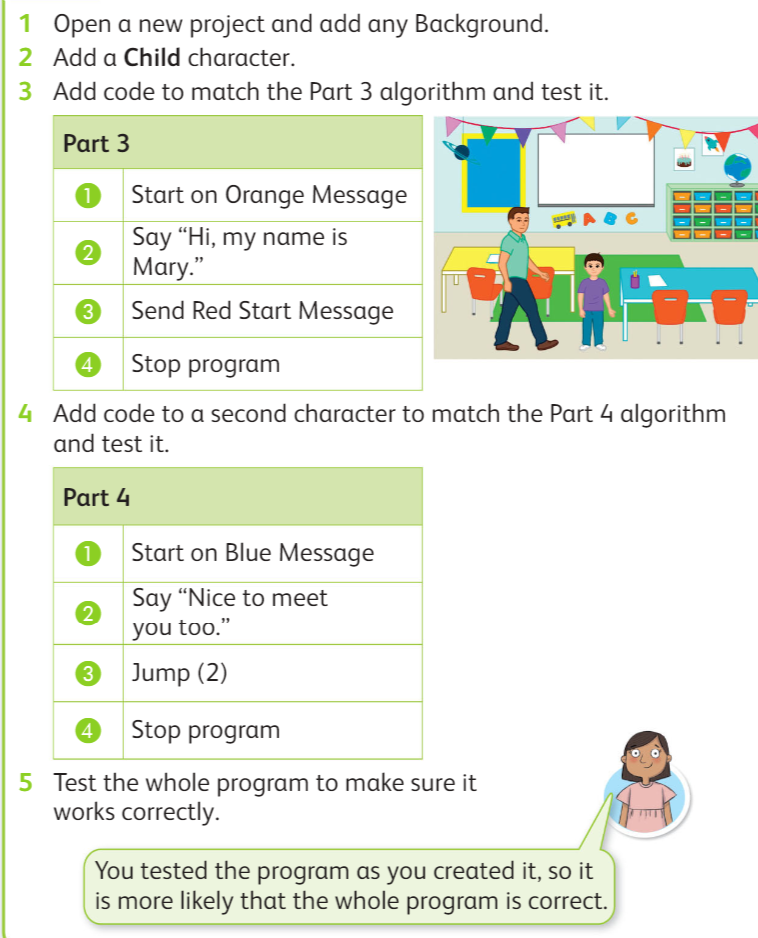 1 Open a new project and add any Background.
2 Add a Child character.
3 Add code to match the Part 3 algorithm and test it.
Part 3
1 Start on Orange Message
2 Say “Hi, my name is
Mary.”
3 Send Red Start Message
4 Stop program
A B C
4 Add code to a second character to match the Part 4 algorithm
and test it.
Part 4
1 Start on Blue Message
2 Say “Nice to meet
you too.”
3 Jump (2)
4 Stop program
5 Test the whole program to make sure it
works correctly.
You tested the program as you created it, so it
is more likely that the whole program is correct.